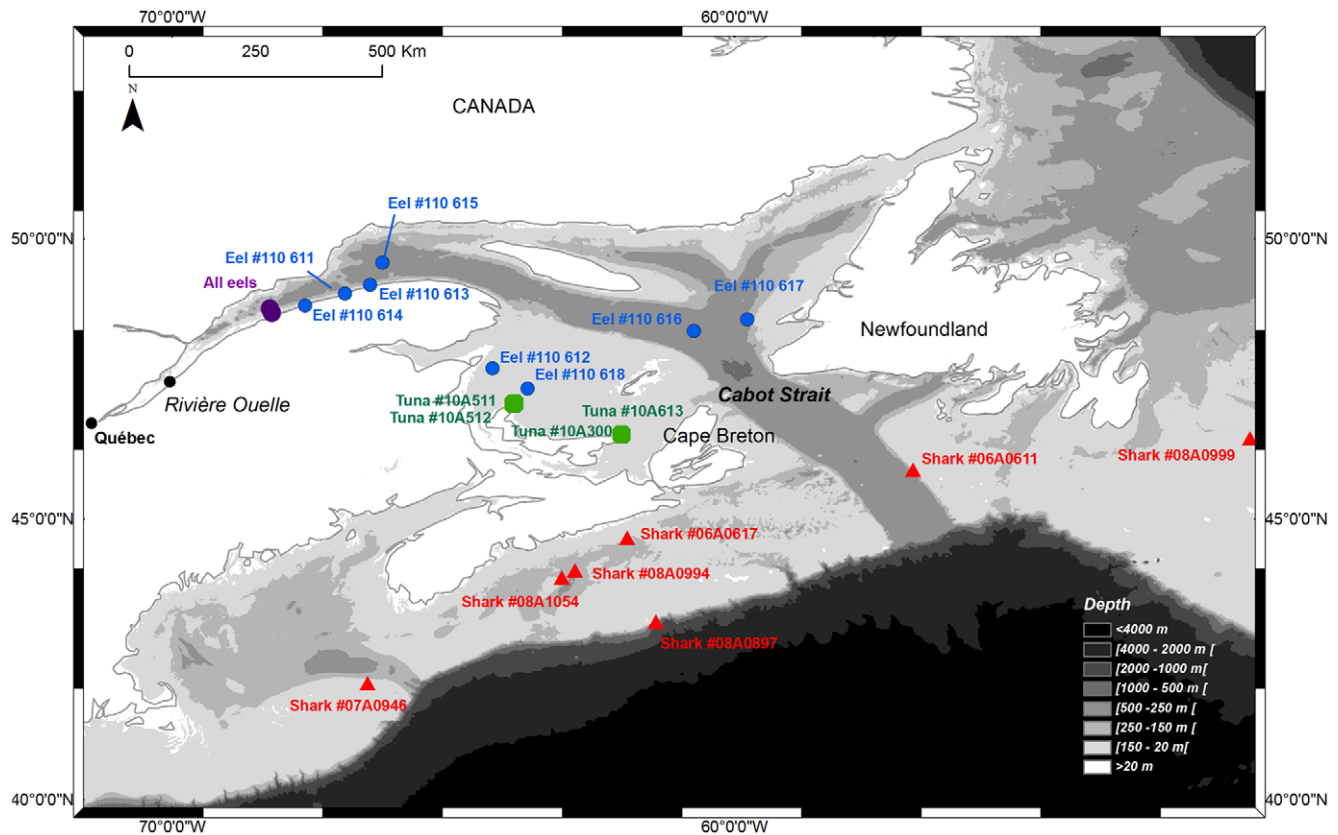 70°0'0"W 60°0'0"W
0 250 500 Km
N
CANADA
Eel #110 615
50°0'0"N 50°0'0"N
Eel #110 611
All eels
Eel #110 613
Eel #110 617
Eel #110 614
Eel #110 616
Newfoundland
Eel #110 612
Eel #110 618
Cabot Strait
Tuna #10A511
Rivière Ouelle
Tuna #10A613
Tuna #10A512
Tuna #10A300
Cape Breton
Québec
Shark #08A0999
Shark #06A0611
45°0'0"N 45°0'0"N
Shark #06A0617
Shark #08A0994
Shark #08A1054
Depth
<4000 m
Shark #08A0897
[4000 - 2000 m [
[2000 -1000 m[
[1000 - 500 m [
Shark #07A0946
[500 -250 m [
[250 -150 m [
[150 - 20 m[
>20 m
40°0'0"N 40°0'0"N
70°0'0"W 60°0'0"W